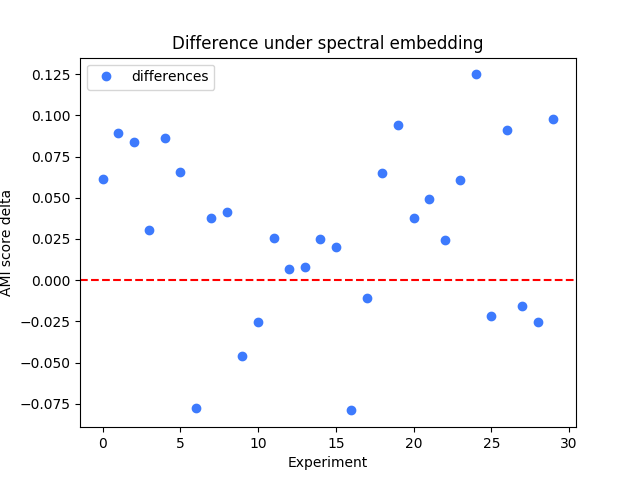 Difference under spectral embedding
differences
AMI score delta
0.125
0.100
0.075
0.050
0.025
0.000
−0.025
−0.050
−0.075
0 5 10 15 20 25 30
Experiment